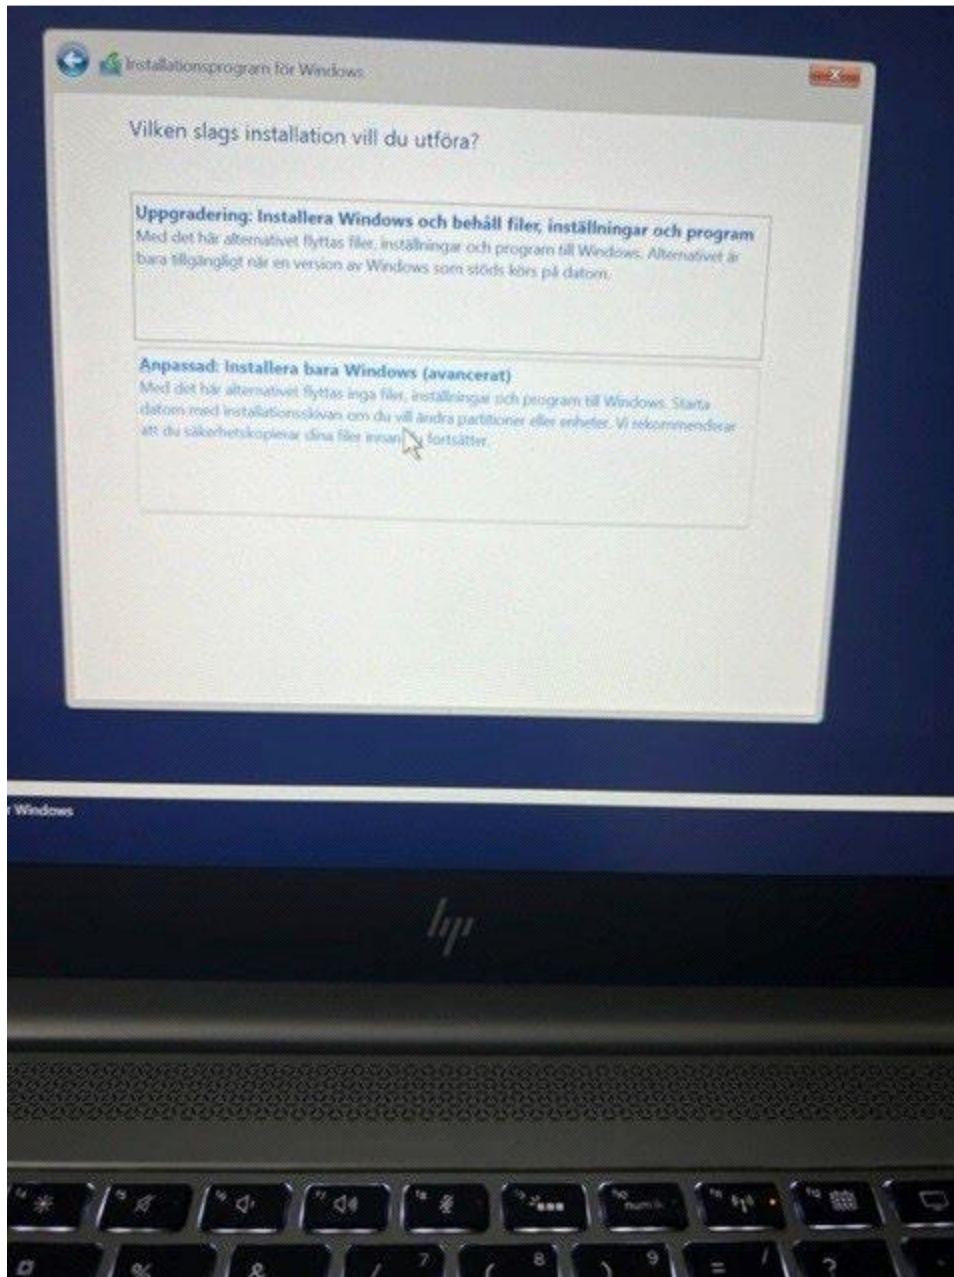 Installationsprogram för Windows
Vilken slags installation vill du utföra?
Uppgradering: Installera Windows och behåll filer, inställningar och program
Med det här alternativet flyttas filer, inställningar och program till Windows. Alternativet är
bara tillgängligt när en version av Windows som stöds körs på datorn.
Anpassad: Installera bara Windows (avancerat)
Med det här alternativet flyttas inga filer, inställningar och program till Windows. Starta
datorn med installationsskivan om du vill ändra partitioner eller enheter. Vi rekommenderar
att du säkerhetskopierar dina filer innan fortsätter.
Windows
hp
% & / 7 ( 8 ) 9 = / ?